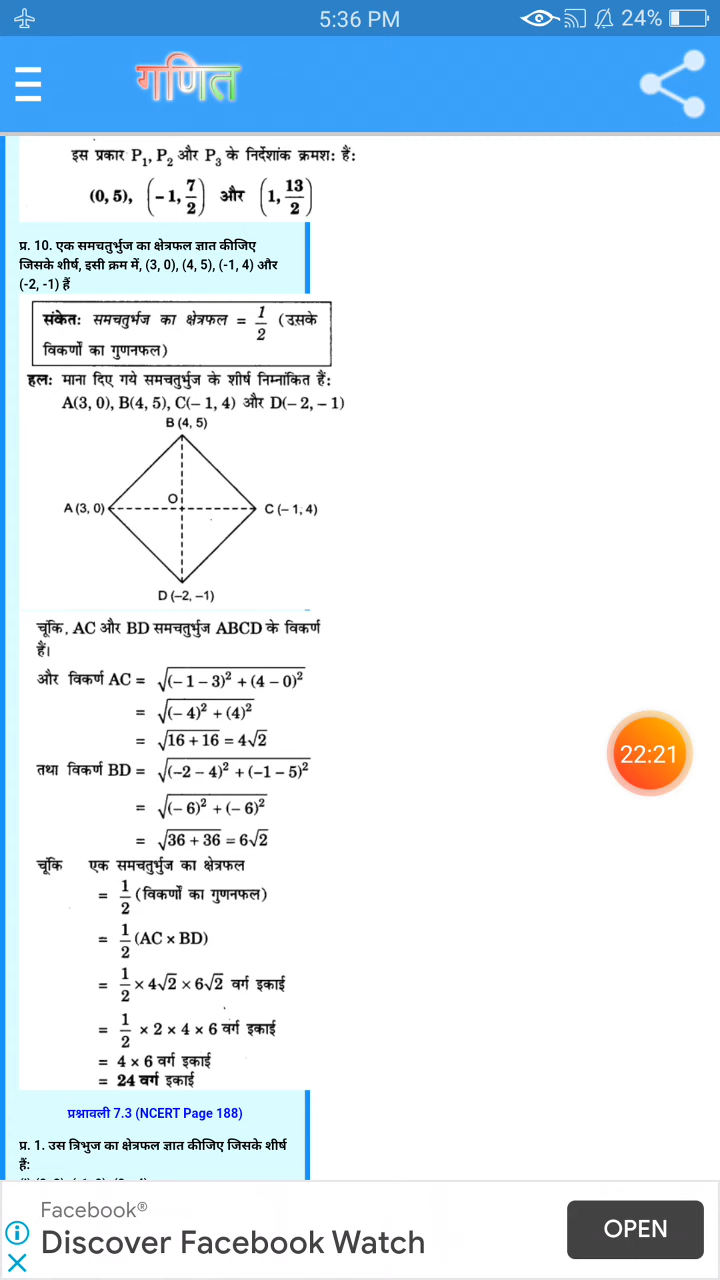 5:36 PM
24%
गणित
इस प्रकार P₁, P₂ और P₃ के निर्देशांक क्रमश: हैं:
(0, 5), (-1, 7/2) और (1, 13/2)
प्र. 10. एक समचतुर्भुज का क्षेत्रफल ज्ञात कीजिए
जिसके शीर्ष, इसी क्रम में, (3, 0), (4, 5), (-1, 4) और
(-2, -1) हैं
संकेत: समचतुर्भज का क्षेत्रफल = 1/2 (उसके
विकर्णों का गुणनफल)
हल: माना दिए गये समचतुर्भुज के शीर्ष निम्नांकित हैं:
A(3, 0), B(4, 5), C(– 1, 4) और D(– 2, – 1)
B (4, 5)
O
A (3, 0)
C (– 1, 4)
D (–2, –1)
चूंकि, AC और BD समचतुर्भुज ABCD के विकर्ण
हैं।
और विकर्ण AC = √((– 1 – 3)² + (4 – 0)²)
= √((– 4)² + (4)²)
= √(16 + 16) = 4√2
तथा विकर्ण BD = √((–2 – 4)² + (–1 – 5)²)
= √((– 6)² + (– 6)²)
= √(36 + 36) = 6√2
चूंकि एक समचतुर्भुज का क्षेत्रफल
= 1/2 (विकर्णों का गुणनफल)
= 1/2 (AC × BD)
= 1/2 × 4√2 × 6√2 वर्ग इकाई
= 1/2 × 2 × 4 × 6 वर्ग इकाई
= 4 × 6 वर्ग इकाई
= 24 वर्ग इकाई
22:21
प्रश्नावली 7.3 (NCERT Page 188)
प्र. 1. उस त्रिभुज का क्षेत्रफल ज्ञात कीजिए जिसके शीर्ष
हैं:
Facebook®
Discover Facebook Watch
OPEN